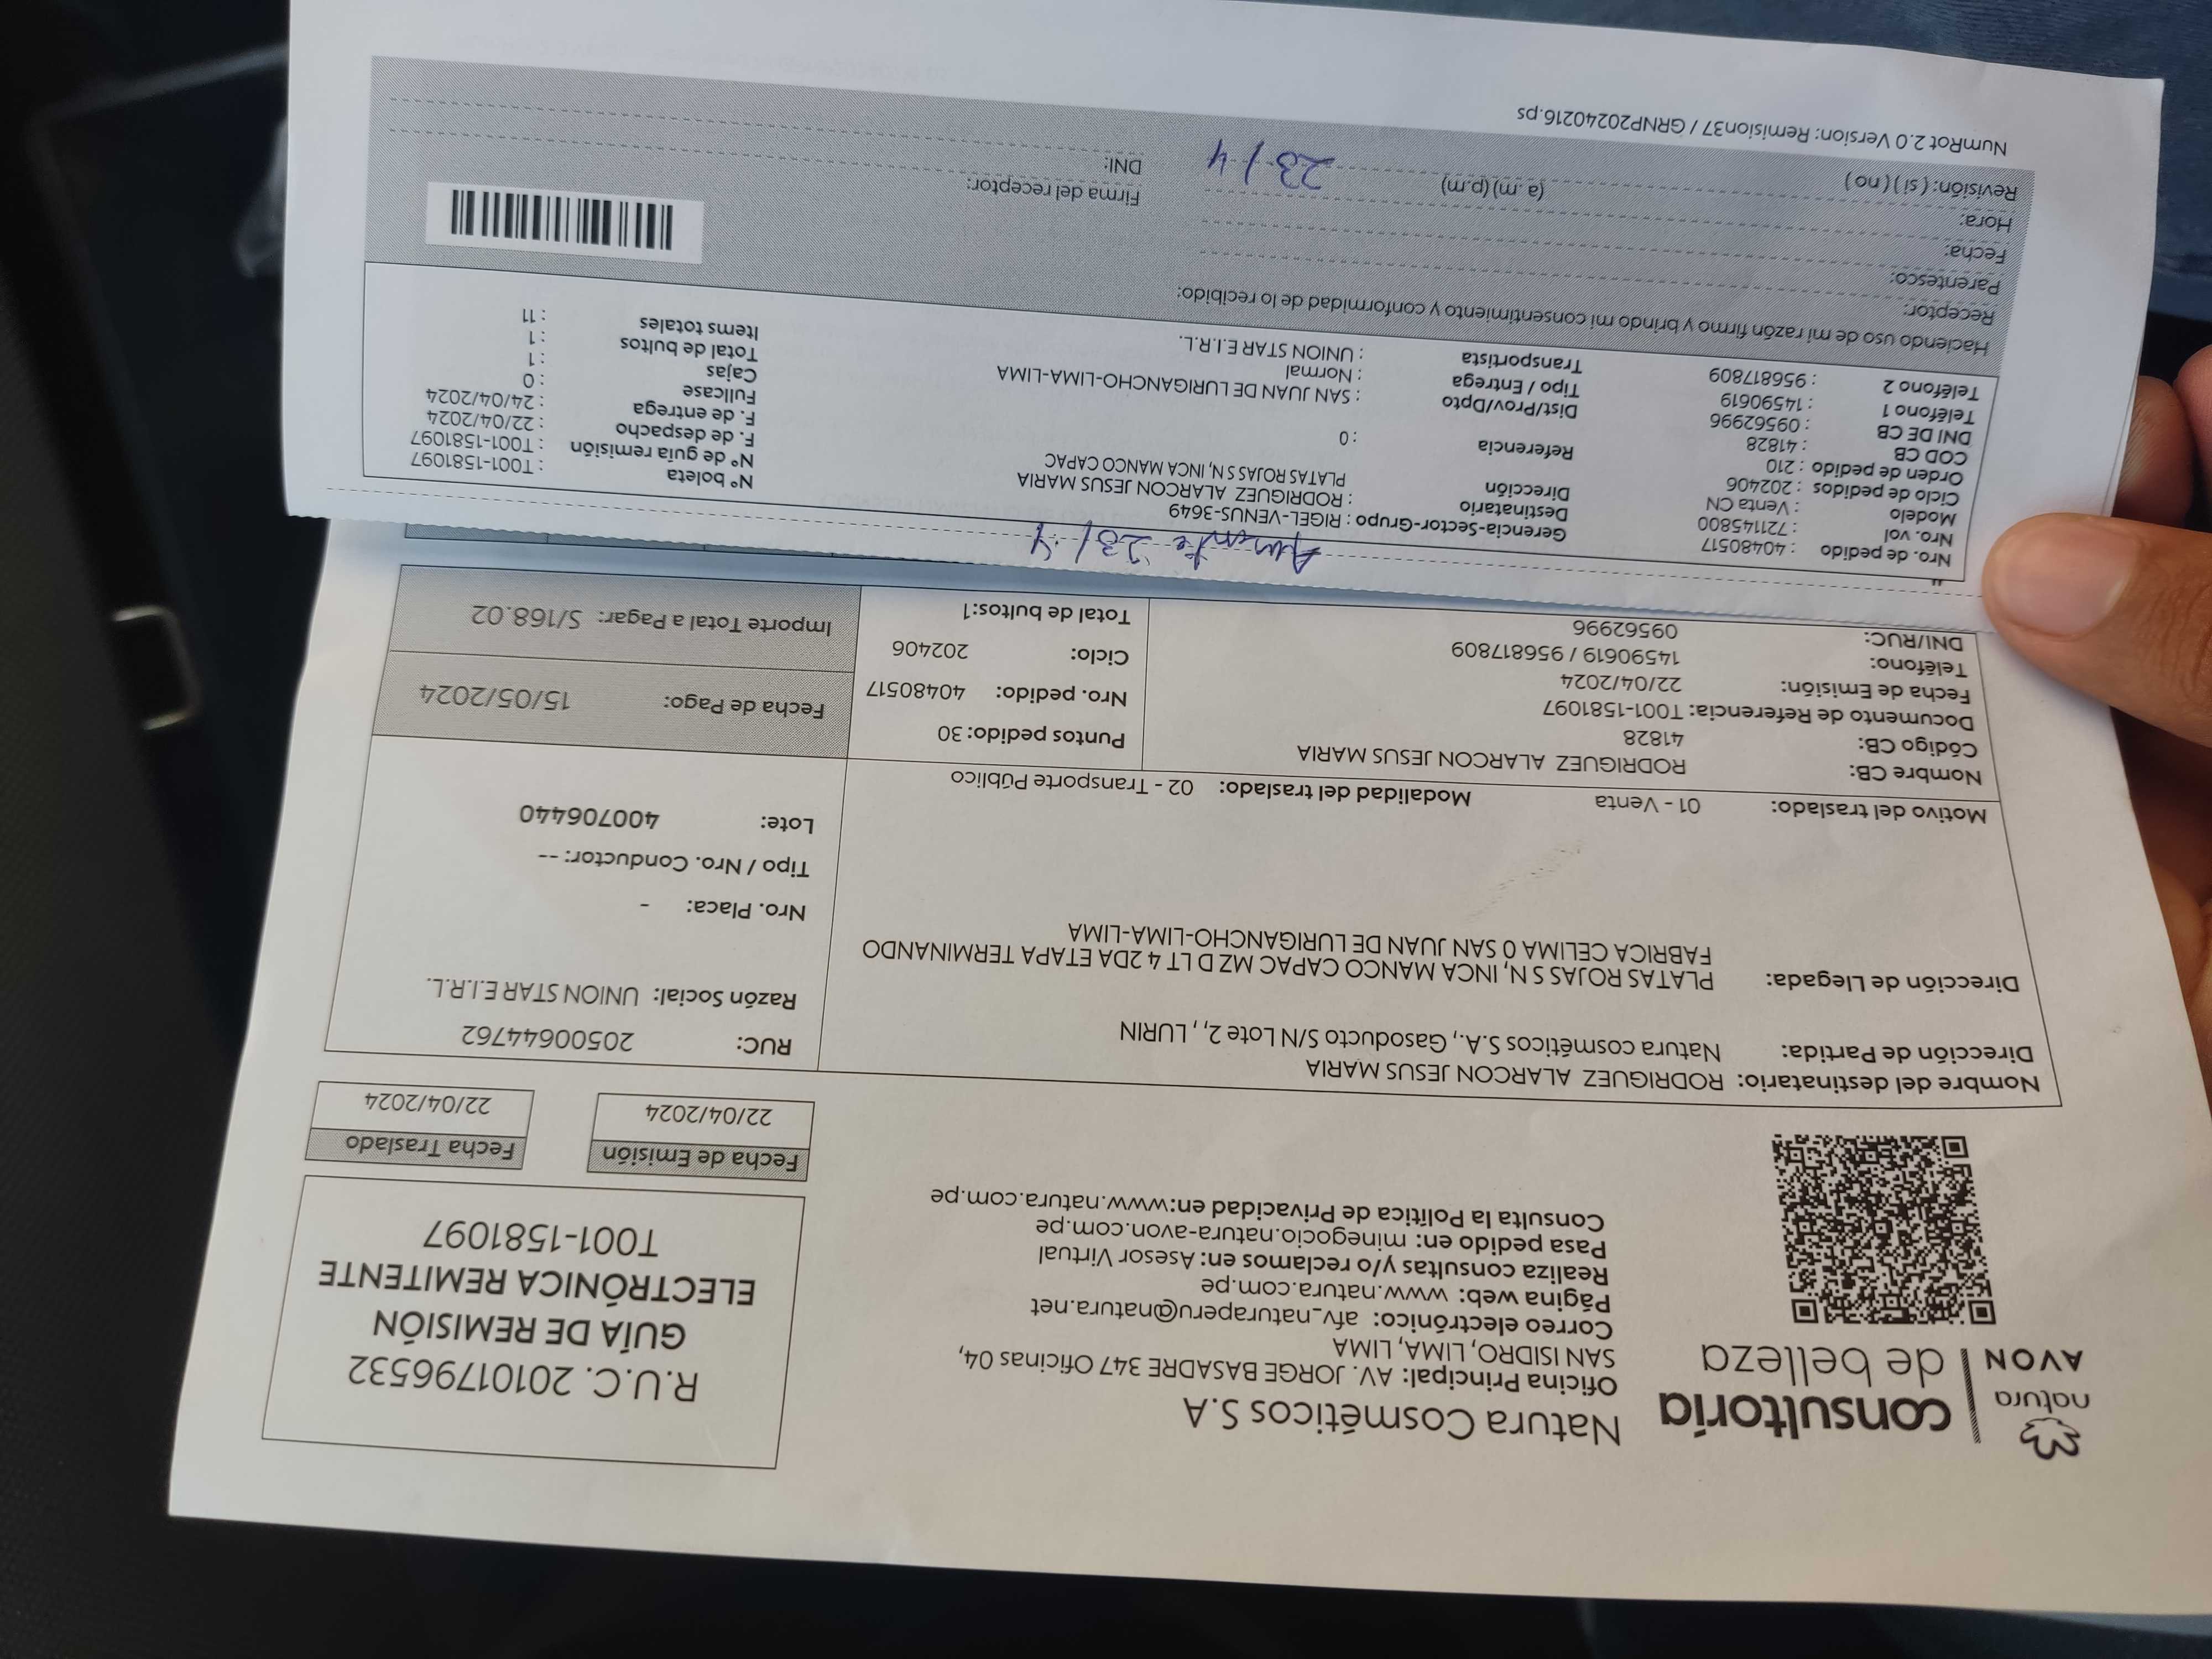 natura
AVON
consultoría
de belleza
Natura Cosméticos S.A
Oficina Principal: AV. JORGE BASADRE 347 Oficinas 04,
SAN ISIDRO, LIMA, LIMA
Correo electrónico: afv_naturaperu@natura.net
Página web: www.natura.com.pe
Realiza consultas y/o reclamos en: Asesor Virtual
Pasa pedido en: minegocio.natura-avon.com.pe
Consulta la Política de Privacidad en:www.natura.com.pe
R.U.C. 20101796532
GUÍA DE REMISIÓN
ELECTRÓNICA REMITENTE
T001-1581097
Fecha de Emisión
22/04/2024
Fecha Traslado
22/04/2024
Nombre del destinatario: RODRIGUEZ ALARCON JESUS MARIA
Dirección de Partida: Natura cosméticos S.A., Gasoducto S/N Lote 2, , LURIN
Dirección de Llegada: PLATAS ROJAS S N, INCA MANCO CAPAC MZ D LT 4 2DA ETAPA TERMINANDO
FABRICA CELIMA 0 SAN JUAN DE LURIGANCHO-LIMA-LIMA
RUC: 20500644762
Razón Social: UNION STAR E.I.R.L.
Nro. Placa: -
Tipo / Nro. Conductor: --
Lote: 400706440
Motivo del traslado: 01 - Venta Modalidad del traslado: 02 - Transporte Público
Nombre CB: RODRIGUEZ ALARCON JESUS MARIA
Código CB: 41828
Documento de Referencia: T001-1581097
Fecha de Emisión: 22/04/2024
Teléfono: 14590619 / 956817809
DNI/RUC: 09562996
Puntos pedido: 30
Nro. pedido: 40480517
Ciclo: 202406
Total de bultos:1
Fecha de Pago: 15/05/2024
Importe Total a Pagar: S/168.02
23/4
Nro. de pedido : 40480517
Nro. vol : 721145800
Modelo : Venta CN
Ciclo de pedidos : 202406
Orden de pedido : 210
COD CB : 41828
DNI DE CB : 09562996
Teléfono 1 : 14590619
Teléfono 2 : 956817809
Gerencia-Sector-Grupo : RIGEL-VENUS-3649
Destinatario : RODRIGUEZ ALARCON JESUS MARIA
Dirección PLATAS ROJAS S N, INCA MANCO CAPAC
Referencia : 0
Dist/Prov/Dpto : SAN JUAN DE LURIGANCHO-LIMA-LIMA
Tipo / Entrega : Normal
Transportista : UNION STAR E.I.R.L.
N° boleta : T001-1581097
N° de guía remisión : T001-1581097
F. de despacho : 22/04/2024
F. de entrega : 24/04/2024
Fullcase : 0
Cajas : 1
Total de bultos : 1
Items totales : 11
Haciendo uso de mi razón firmo y brindo mi consentimiento y conformidad de lo recibido:
Receptor:
Parentesco:
Fecha:
Hora: (a .m) (p.m)
Revisión: ( si ) ( no )
23/4
Firma del receptor:
DNI:
NumRot 2.0 Version: Remision37 / GRNP20240216.ps